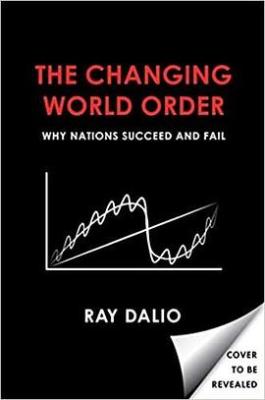 THE CHANGING
WORLD ORDER
WHY NATIONS SUCCEED AND FAIL
RAY DALIO
COVER
TO BE
REVEALED